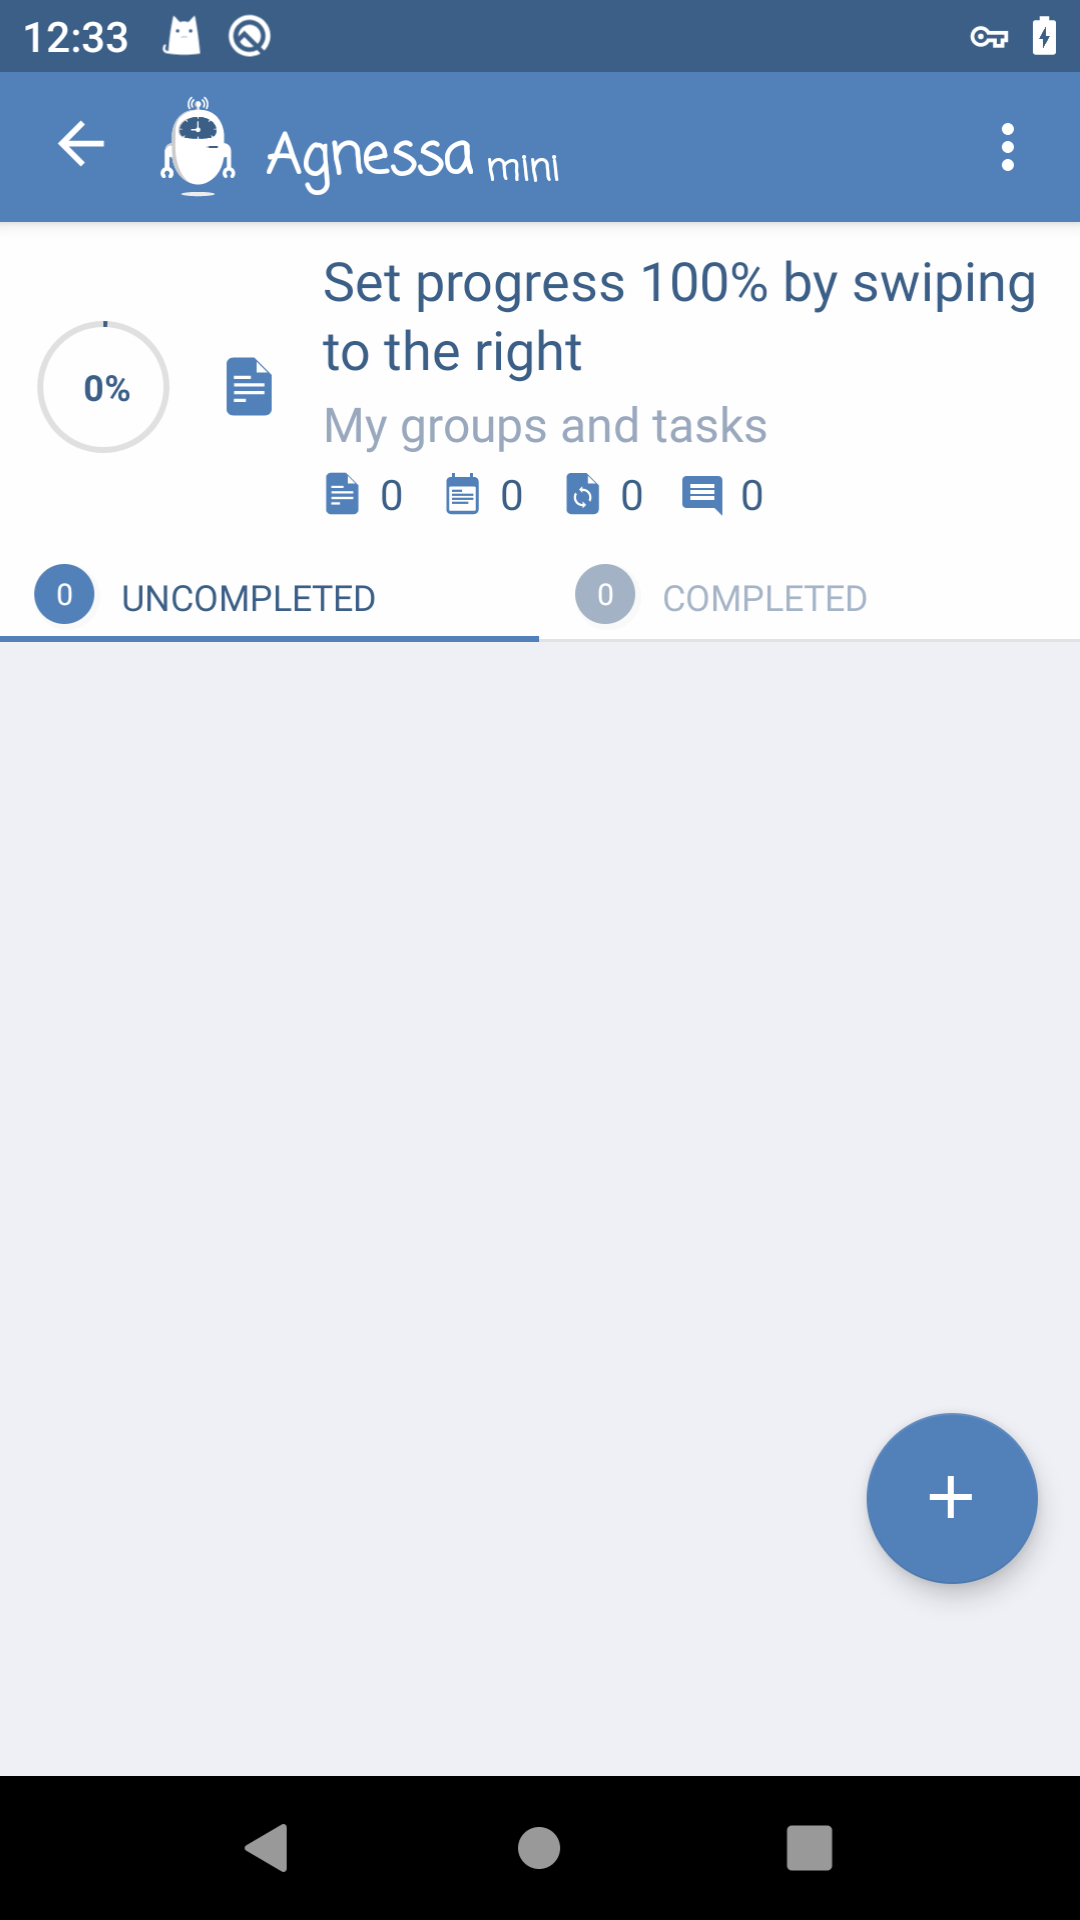 12:33
Agnessa mini
Set progress 100% by swiping
to the right
0%
My groups and tasks
0 0 0 0
0 UNCOMPLETED 0 COMPLETED